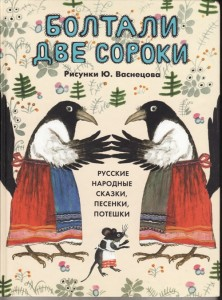 БОЛТАЛИ
ДВЕ СОРОКИ
Рисунки Ю. Васнецова
РУССКИЕ
НАРОДНЫЕ
СКАЗКИ,
ПЕСЕНКИ,
ПОТЕШКИ